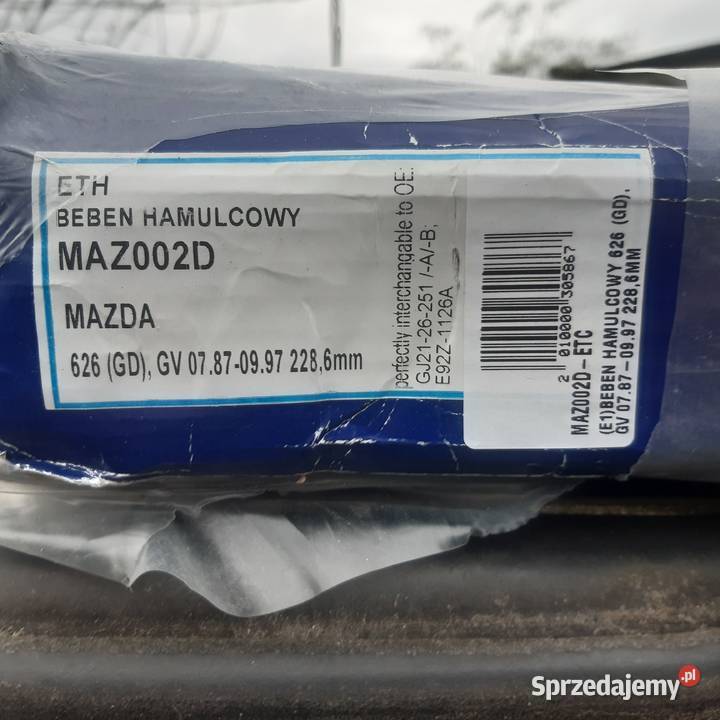 ETH
BEBEN HAMULCOWY
MAZ002D
MAZDA
626 (GD), GV 07.87-09.97 228,6mm
perfectly interchangable to OE:
GJ21-26-251 /-A/-B;
E92Z-1126A
2 010000 305867
MAZ002D-ETC
(E1)BEBEN HAMULCOWY 626 (GD),
GV 07.87-09.97 228,6MM
Sprzedajemy.pl